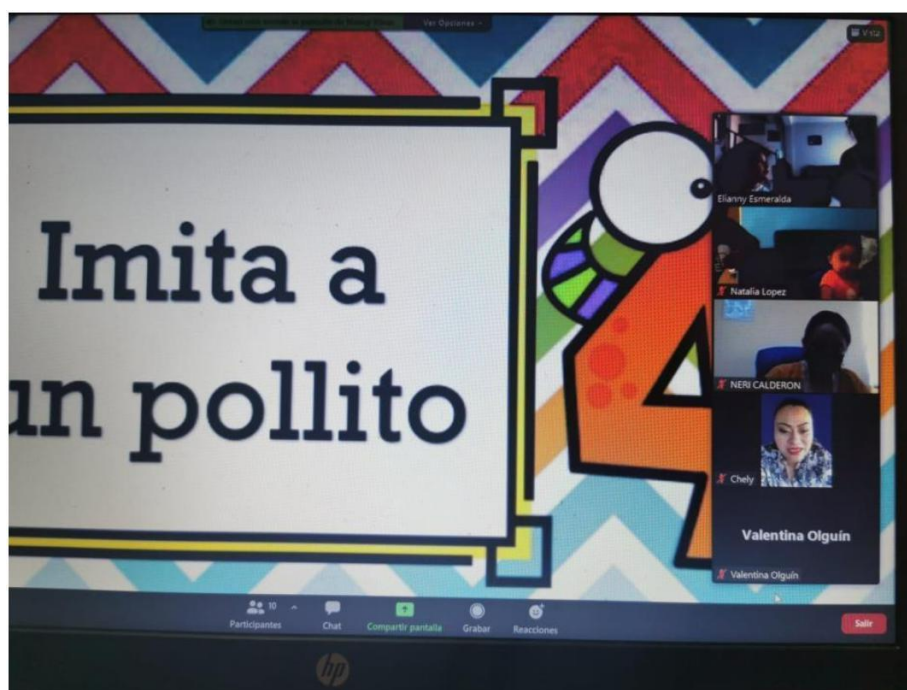 Ver Opciones
Vista
Imita a
un pollito
Elianny Esmeralda
Natalia Lopez
NERI CALDERON
Chely
Valentina Olguín
Valentina Olguín
10
Participantes
Chat
Compartir pantalla
Grabar
Reacciones
Salir
hp